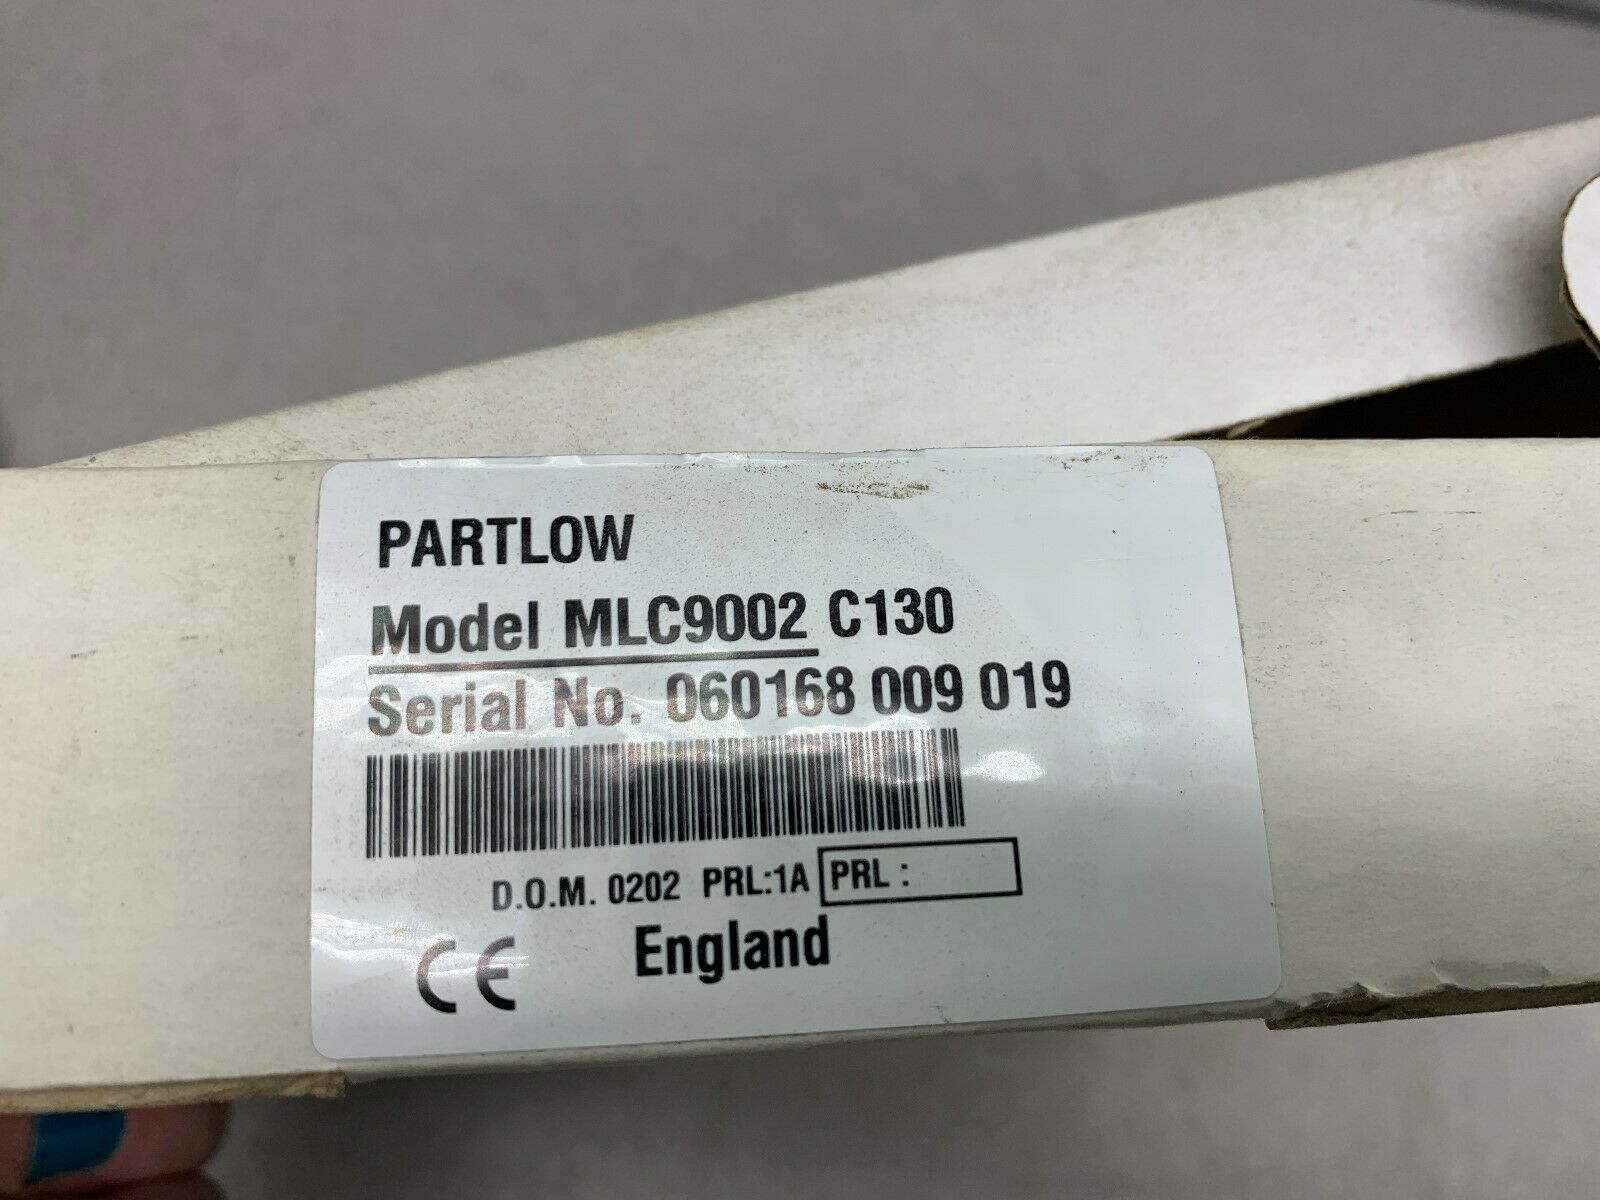 PARTLOW
Model MLC9002 C130
Serial No. 060168 009 019
D.O.M. 0202 PRL:1A PRL :
CE England